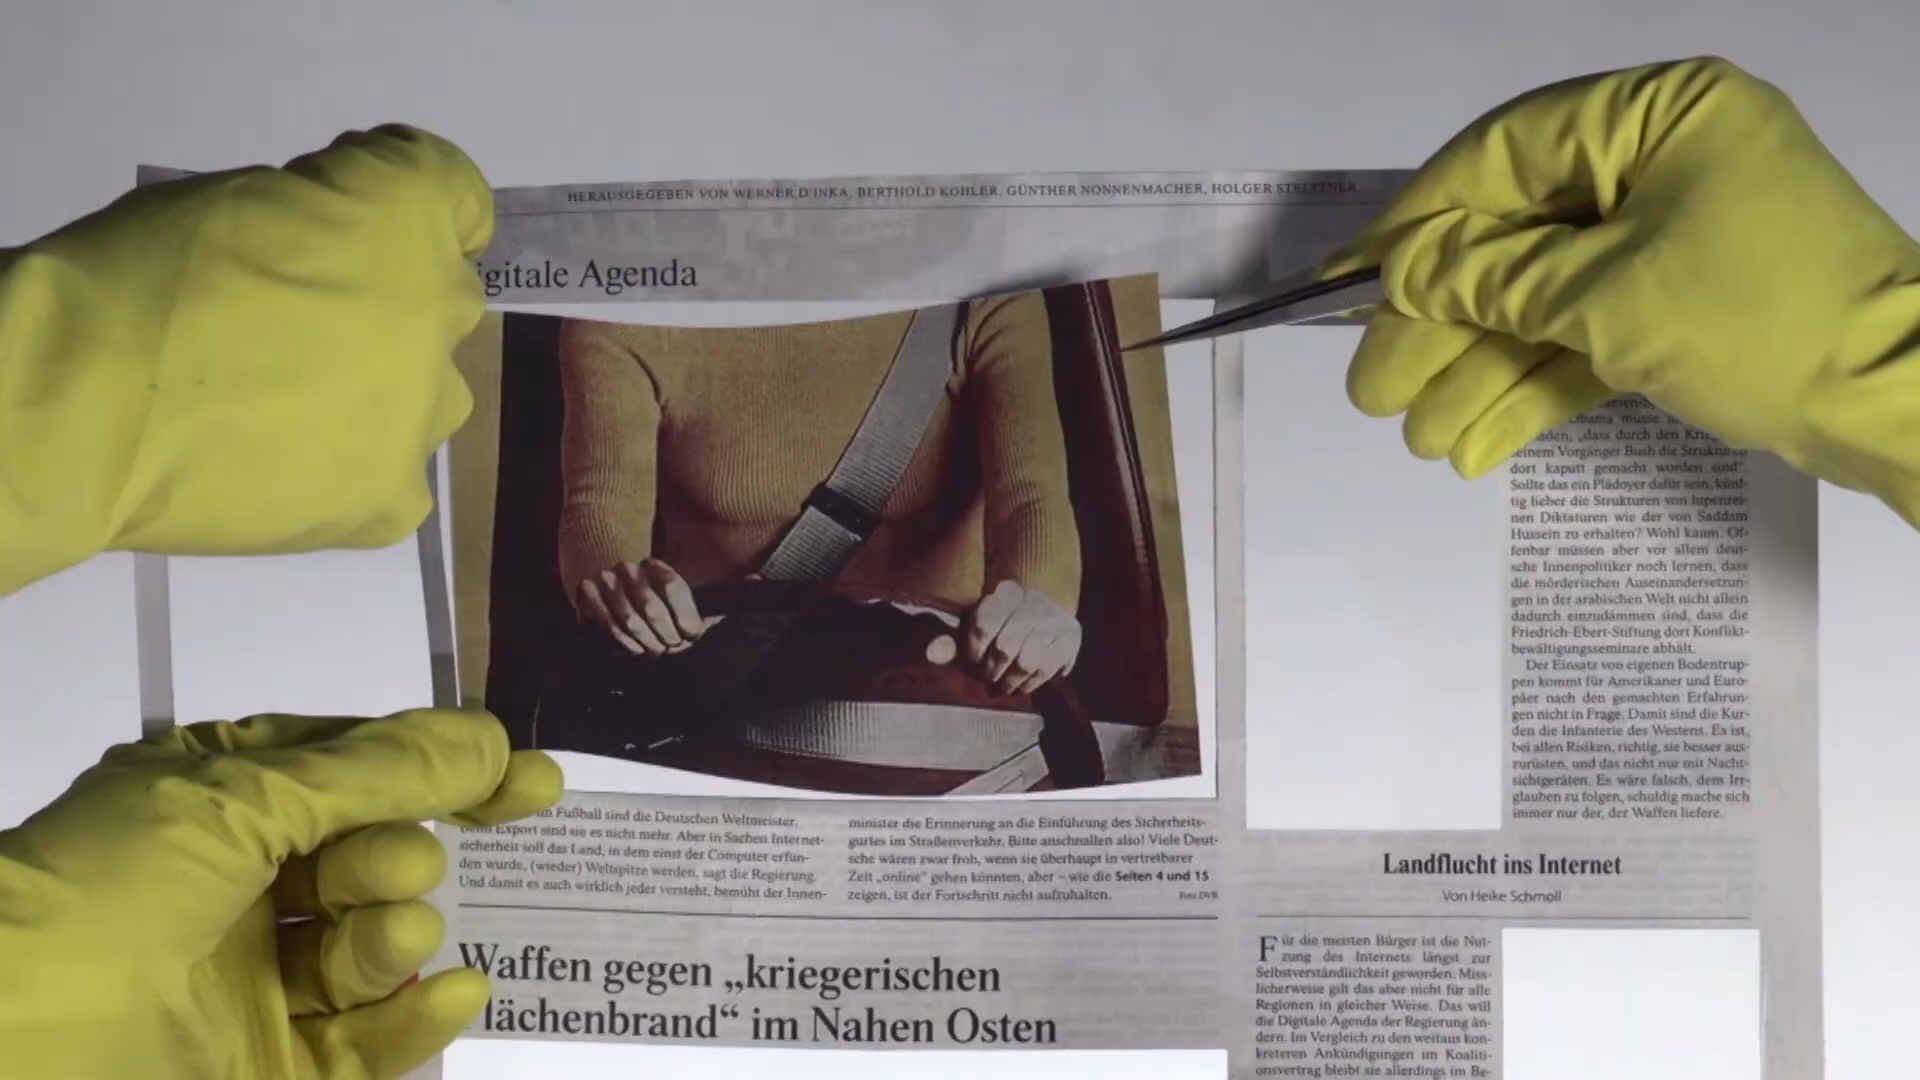 HERAUSGEGEBEN VON WERNER D'INKA, BERTHOLD KOHLER, GÜNTHER NONNENMACHER, HOLGER STELTZNER
igitale Agenda
Fußball sind die Deutschen Weltmeister.
Export sind sie es nicht mehr. Aber in Sachen Internet-
sicherheit soll das Land, in dem einst der Computer erfun-
den wurde, (wieder) Weltspitze werden, sagt die Regierung.
Und damit es auch wirklich jeder versteht, bemüht der Innen-
minister die Erinnerung an die Einführung des Sicherheits-
gurtes im Straßenverkehr. Bitte anschnallen also! Viele Deut-
sche wären zwar froh, wenn sie überhaupt in vertretbarer
Zeit „online“ gehen könnten, aber – wie die Seiten 4 und 15
zeigen, ist der Fortschritt nicht aufzuhalten.
Foto DVR
Waffen gegen „kriegerischen
lächenbrand“ im Nahen Osten
Obama müsse
„dass durch den
seinem Vorgänger Bush die Strukturen
dort kaputt gemacht worden sind“.
Sollte das ein Plädoyer dafür sein, künf-
tig lieber die Strukturen von lupenrei-
nen Diktaturen wie der von Saddam
Hussein zu erhalten? Wohl kaum. Of-
fenbar müssen aber vor allem deut-
sche Innenpolitiker noch lernen, dass
die mörderischen Auseinandersetzun-
gen in der arabischen Welt nicht allein
dadurch einzudämmen sind, dass die
Friedrich-Ebert-Stiftung dort Konflikt-
bewältigungsseminare abhält.
Der Einsatz von eigenen Bodentrup-
pen kommt für Amerikaner und Euro-
päer nach den gemachten Erfahrun-
gen nicht in Frage. Damit sind die Kur-
den die Infanterie des Westens. Es ist,
bei allen Risiken, richtig, sie besser aus-
zurüsten, und das nicht nur mit Nacht-
sichtgeräten. Es wäre falsch, dem Irr-
glauben zu folgen, schuldig mache sich
immer nur der, der Waffen liefere.
Landflucht ins Internet
Von Heike Schmoll
Für die meisten Bürger ist die Nut-
zung des Internets längst zur
Selbstverständlichkeit geworden. Miss-
licherweise gilt das aber nicht für alle
Regionen in gleicher Weise. Das will
die Digitale Agenda der Regierung än-
dern. Im Vergleich zu den weitaus kon-
kreteren Ankündigungen im Koaliti-
onsvertrag bleibt sie allerdings im Be-